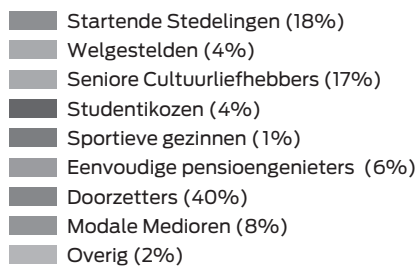 Startende Stedelingen (18%)
Welgestelden (4%)
Seniore Cultuurliefhebbers (17%)
Studentikozen (4%)
Sportieve gezinnen (1%)
Eenvoudige pensioengenieters (6%)
Doorzetters (40%)
Modale Medioren (8%)
Overig (2%)